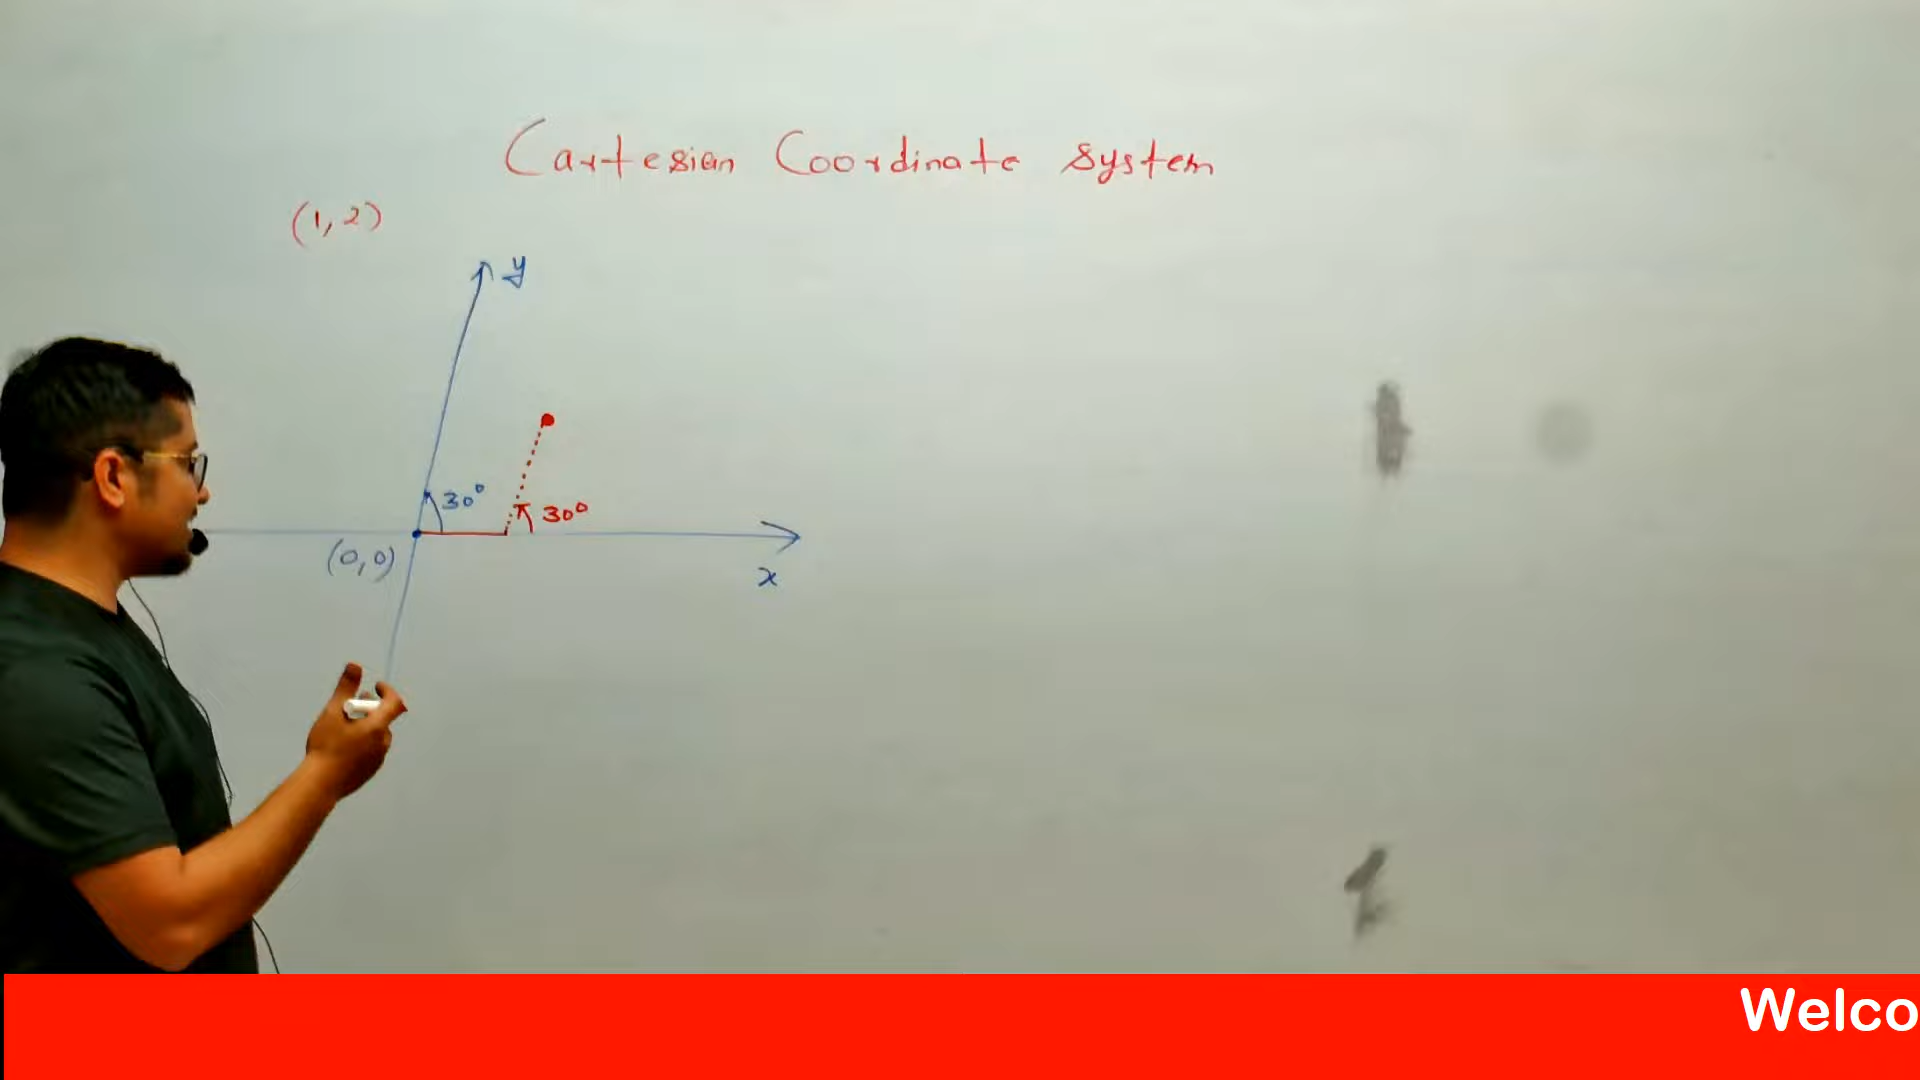 Cartesian Coordinate system
(1, 2)
y
30°
30°
(0, 0)
x
Welco